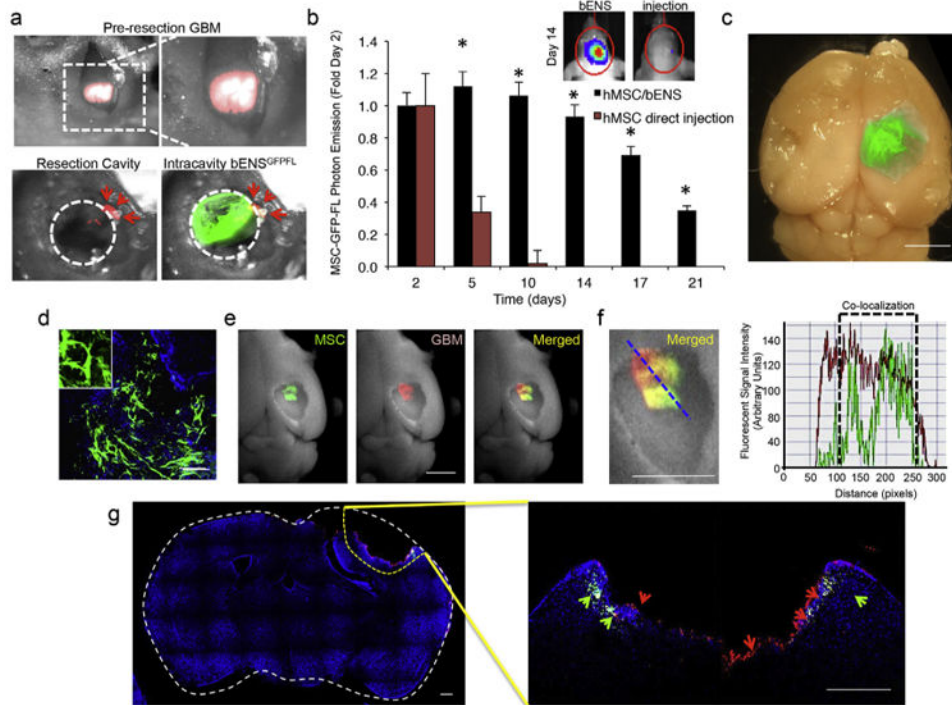 a
Pre-resection GBM
Resection Cavity
Intracavity bENS^GFPFL
b
MSC-GFP-FL Photon Emission (Fold Day 2)
1.4
1.2
1.0
0.8
0.6
0.4
0.2
0.0
* * * * * *
2 5 10 14 17 21
Time (days)
bENS injection
Day 14
hMSC/bENS
hMSC direct injection
c
d
e
MSC
GBM
Merged
f
Merged
Co-localization
Fluorescent Signal Intensity
(Arbitrary Units)
140
120
100
80
60
40
140
0
0 50 100 150 200 250 300
Distance (pixels)
g